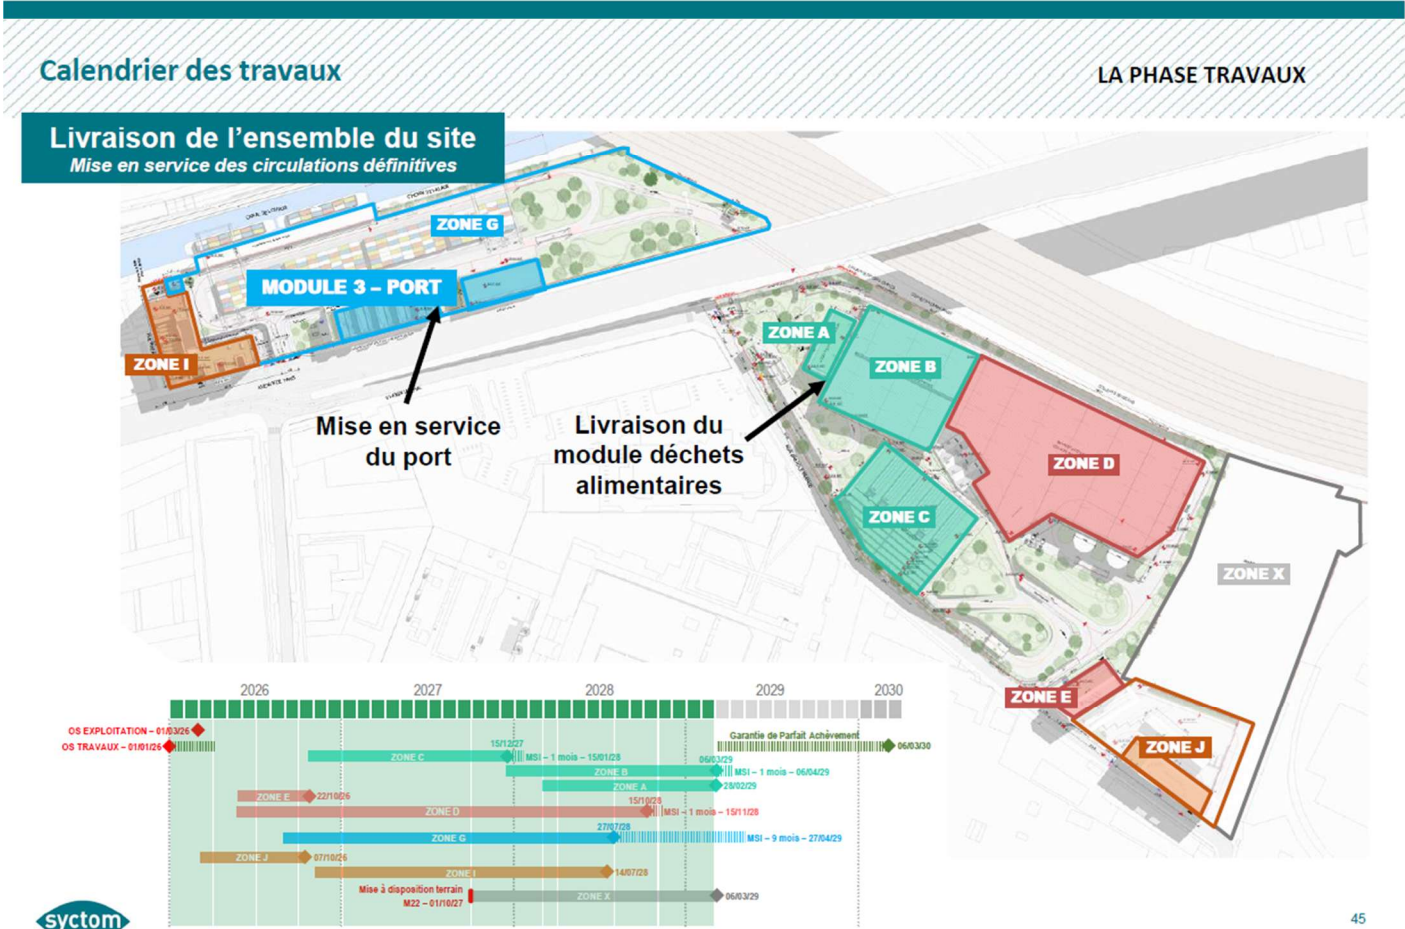 Calendrier des travaux
LA PHASE TRAVAUX
Livraison de l'ensemble du site
Mise en service des circulations définitives
ZONE G
MODULE 3 – PORT
ZONE I
ZONE A
ZONE B
Mise en service
du port
Livraison du
module déchets
alimentaires
ZONE D
ZONE C
ZONE X
ZONE E
ZONE J
2026
2027
2028
2029
2030
OS EXPLOITATION – 01/03/26
OS TRAVAUX – 01/01/26
Garantie de Parfait Achèvement
06/03/30
15/12/27
ZONE C
MSI – 1 mois – 15/01/28
06/03/29
ZONE B
MSI – 1 mois – 06/04/29
ZONE A
28/02/29
ZONE E
22/10/26
15/10/28
ZONE D
MSI – 1 mois – 15/11/28
27/07/28
ZONE G
MSI – 9 mois – 27/04/29
ZONE J
07/10/26
ZONE I
14/07/28
Mise à disposition terrain
M22 – 01/10/27
ZONE X
06/03/29
syctom
45